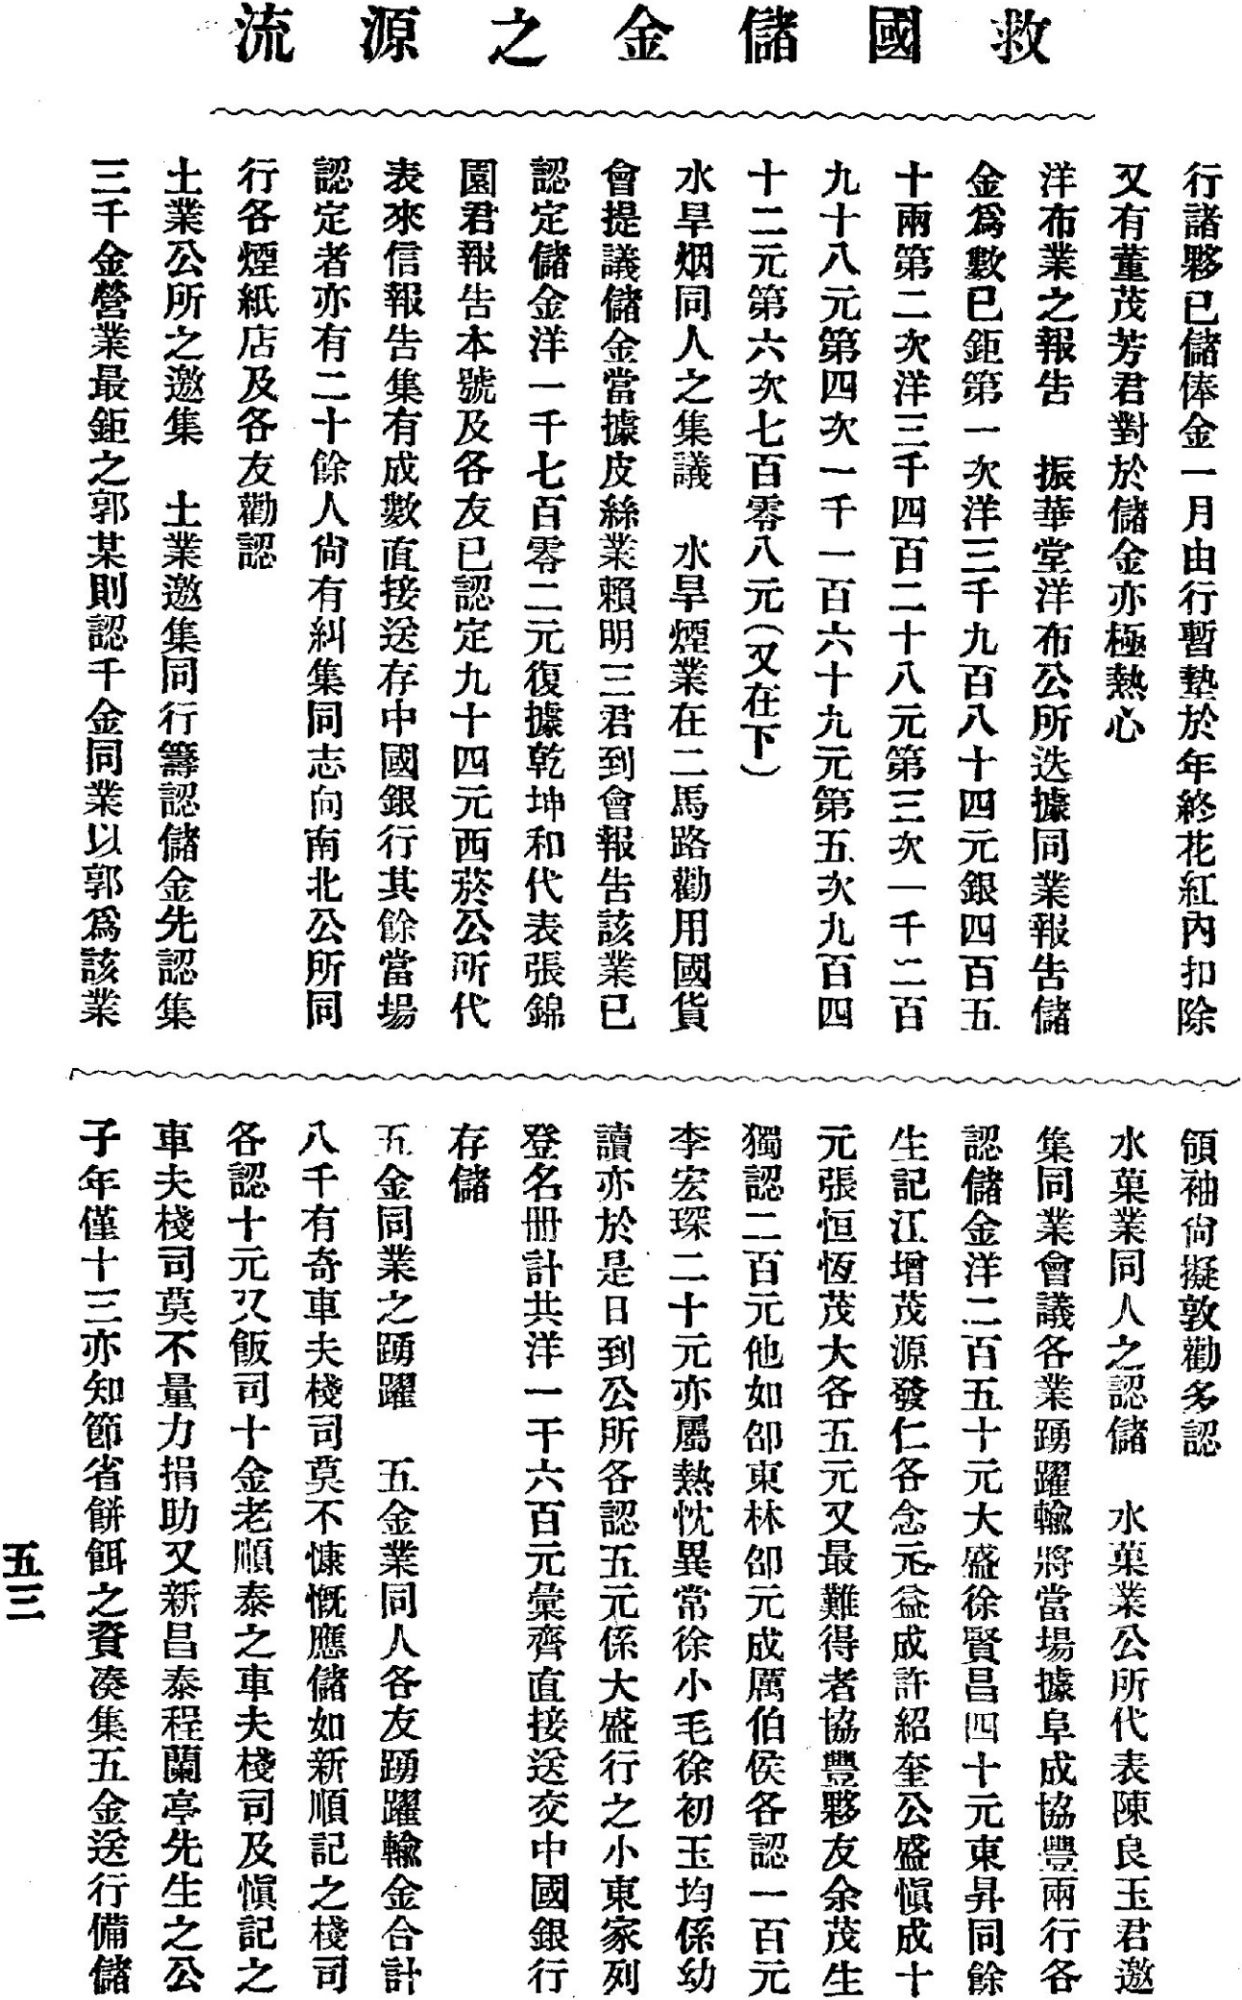 救國儲金之源流
行諸夥已儲俸金一月由行暫墊於年終花紅內扣除
又有董茂芳君對於儲金亦極熱心
洋布業之報告　振華堂洋布公所迭據同業報告儲
金爲數已鉅第一次洋三千九百八十四元銀四百五
十兩第二次洋三千四百二十八元第三次一千二百
九十八元第四次一千一百六十九元第五次九百四
十二元第六次七百零八元（又在下）
水旱烟同人之集議　水旱煙業在二馬路勸用國貨
會提議儲金當據皮絲業賴明三君到會報告該業已
認定儲金洋一千七百零二元復據乾坤和代表張錦
園君報告本號及各友已認定九十四元西菸公所代
表來信報告集有成數直接送存中國銀行其餘當場
認定者亦有二十餘人尙有糾集同志向南北公所同
行各煙紙店及各友勸認
土業公所之邀集　土業邀集同行籌認儲金先認集
三千金營業最鉅之郭某則認千金同業以郭爲該業
領袖尙擬敦勸多認
水菓業同人之認儲　水菓業公所代表陳良玉君邀
集同業會議各業踴躍輸將當場據阜成協豐兩行各
認儲金洋二百五十元大盛徐賢昌四十元東昇同餘
生記江增茂源發仁各念元益成許紹奎公盛愼成十
元張恒恆茂大各五元又最難得者協豐夥友余茂生
獨認二百元他如邵東林邵元成厲伯侯各認一百元
李宏琛二十元亦屬熱忱異常徐小毛徐初玉均係幼
讀亦於是日到公所各認五元係大盛行之小東家列
登名冊計共洋一千六百元彙齊直接送交中國銀行
存儲
五金同業之踴躍　五金業同人各友踴躍輸金合計
八千有奇車夫棧司莫不慷慨應儲如新順記之棧司
各認十元又飯司十金老順泰之車夫棧司及愼記之
車夫棧司莫不量力捐助又新昌泰程蘭亭先生之公
子年僅十三亦知節省餅餌之資凑集五金送行備儲
五三